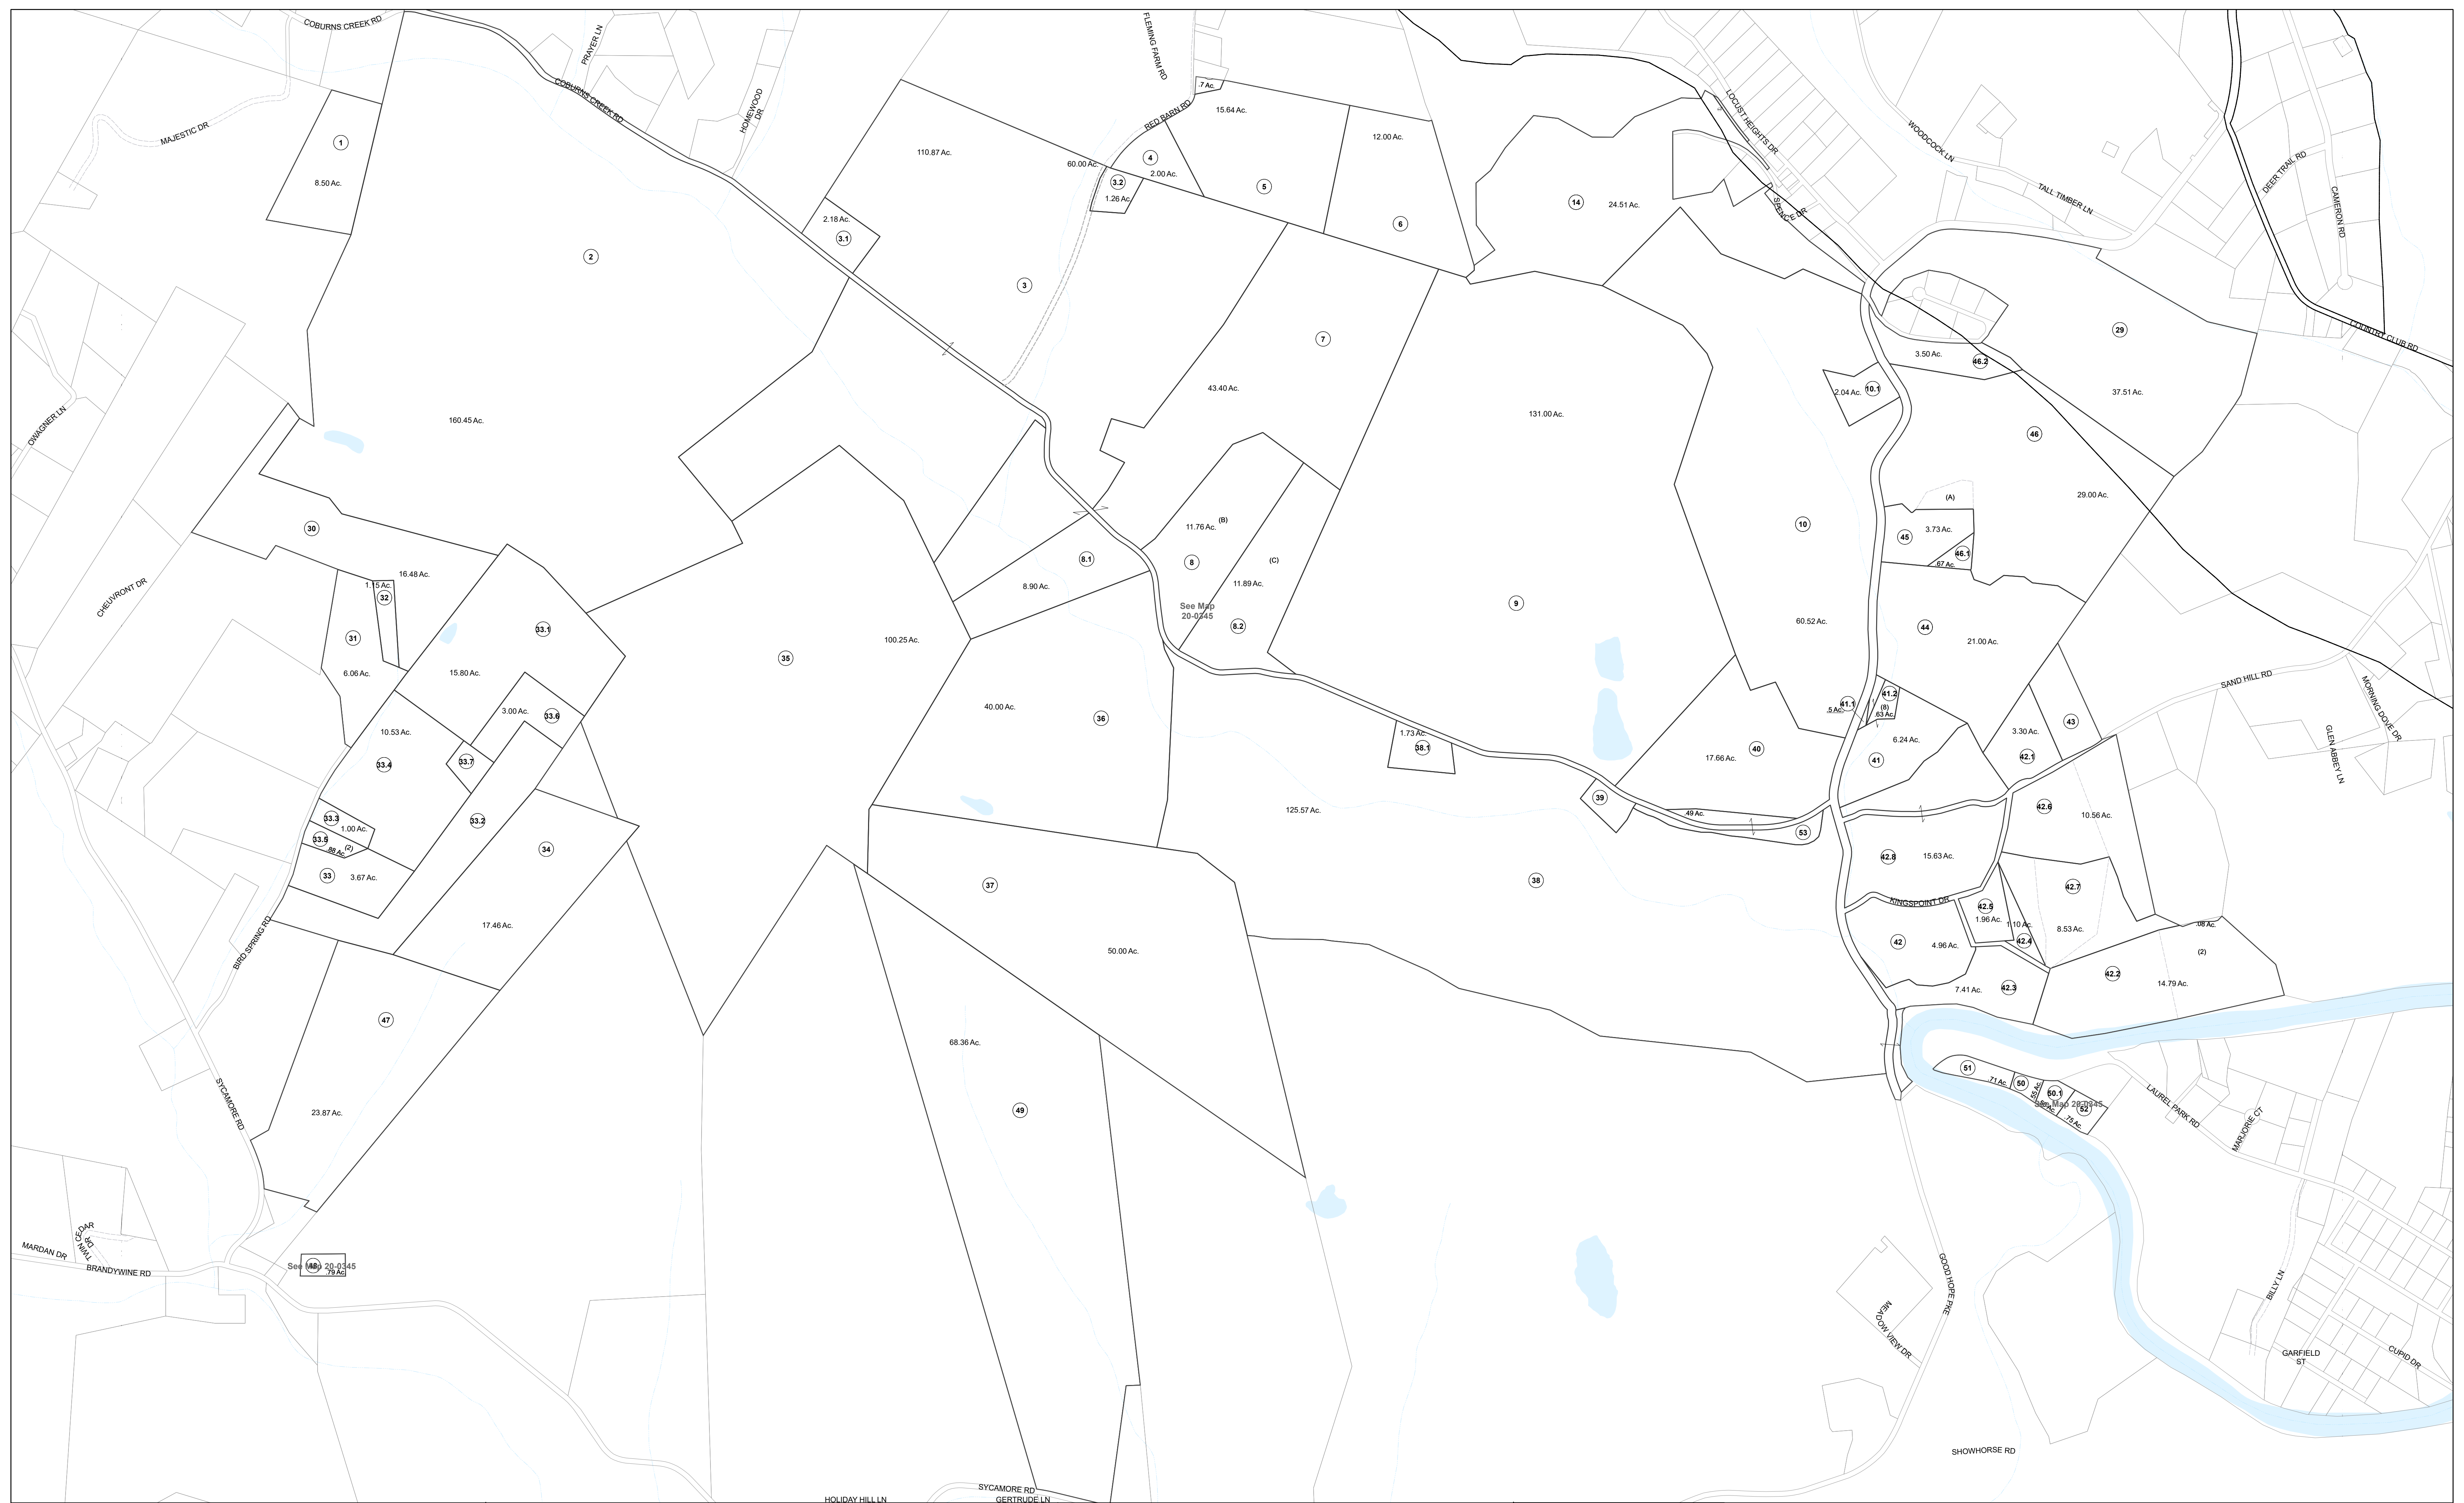 COBURNS CREEK RD
PRAYER LN
FLEMING FARM RD
MAJESTIC DR
COBURNS CREEK RD
HOMEWOOD
DR
RED BARN RD
.7 Ac.
15.64 Ac.
12.00 Ac.
LOCUST HEIGHTS DR
WOODCOCK LN
TALL TIMBER LN
DEER TRAIL RD
CAMERON RD
COUNTRY CLUB RD
SPENCE DR
1
8.50 Ac.
2
110.87 Ac.
60.00 Ac.
4
2.00 Ac.
3.2
1.26 Ac.
5
6
14
24.51 Ac.
2.18 Ac.
3.1
3
7
29
37.51 Ac.
3.50 Ac.
46.2
2.04 Ac.
10.1
43.40 Ac.
131.00 Ac.
160.45 Ac.
OWAGNER LN
46
29.00 Ac.
(A)
30
11.76 Ac.
(B)
10
45
3.73 Ac.
46.1
.67 Ac.
8.1
8
(C)
16.48 Ac.
1.15 Ac.
32
8.90 Ac.
11.89 Ac.
CHEUVRONT DR
See Map
20-0345
8.2
9
60.52 Ac.
44
21.00 Ac.
33.1
31
100.25 Ac.
35
6.06 Ac.
15.80 Ac.
SAND HILL RD
MORNING DOVE DR
GLEN ABBEY LN
41.2
(8)
.63 Ac.
41.1
.5 Ac.
40.00 Ac.
36
3.00 Ac.
33.6
43
10.53 Ac.
1.73 Ac.
38.1
40
17.66 Ac.
6.24 Ac.
41
3.30 Ac.
42.1
33.4
33.7
39
125.57 Ac.
.49 Ac.
53
42.6
10.56 Ac.
33.3
1.00 Ac.
33.2
33.5
.88 Ac.
(2)
34
42.8
15.63 Ac.
33
3.67 Ac.
37
38
42.7
KINGSPOINT DR
42.5
1.96 Ac.
1.10 Ac.
42.4
8.53 Ac.
.08 Ac.
17.46 Ac.
BIRD SPRING RD
50.00 Ac.
42
4.96 Ac.
(2)
42.2
14.79 Ac.
7.41 Ac.
42.3
47
68.36 Ac.
51
.71 Ac.
50
.55 Ac.
50.1
See Map 20-0345
52
.75 Ac.
LAUREL PARK RD
MARJORIE CT
SYCAMORE RD
23.87 Ac.
49
TWIN CEDAR
DR
MARDAN DR
BRANDYWINE RD
See Map 20-0345
48
.79 Ac.
GOOD HOPE PKE
MEADOW VIEW DR
BILLY LN
GARFIELD
ST
CUPID DR
SHOWHORSE RD
SYCAMORE RD
HOLIDAY HILL LN
GERTRUDE LN